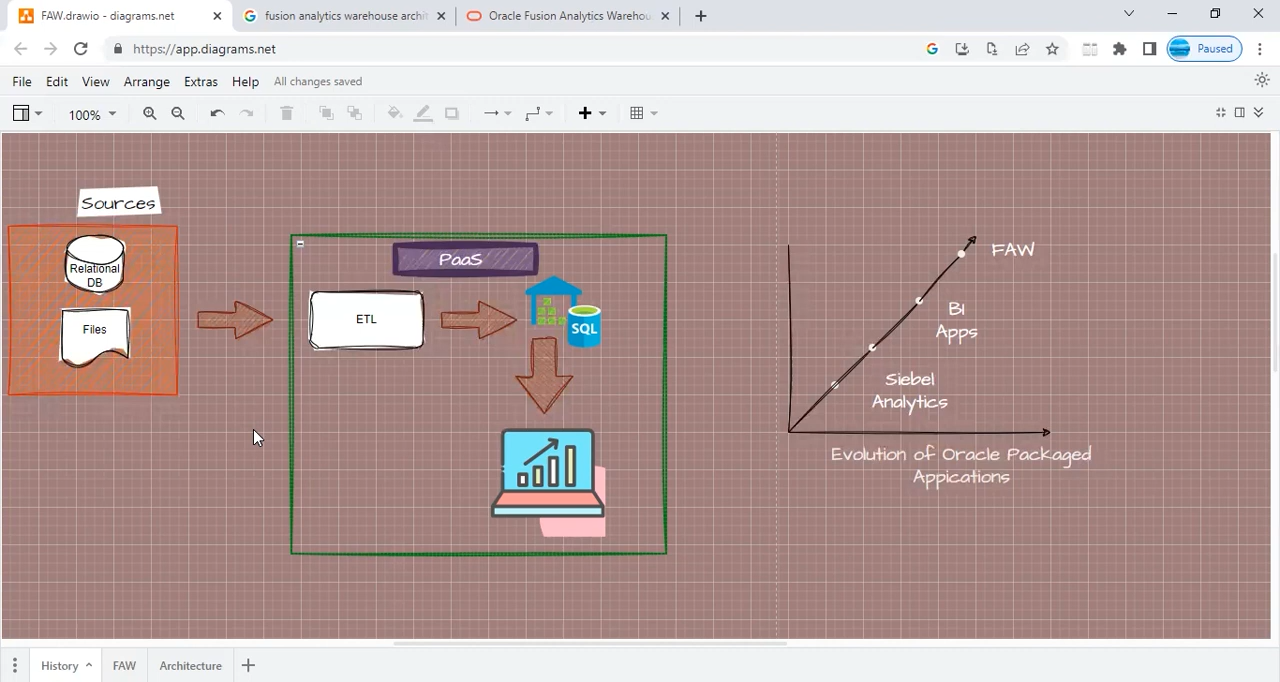 FAW.drawio - diagrams.net
fusion analytics warehouse archit
Oracle Fusion Analytics Warehou
https://app.diagrams.net
Paused
File Edit View Arrange Extras Help All changes saved
100%
Sources
Relational
DB
Files
PaaS
ETL
SQL
FAW
BI
Apps
Siebel
Analytics
Evolution of Oracle Packaged
Appications
History FAW Architecture